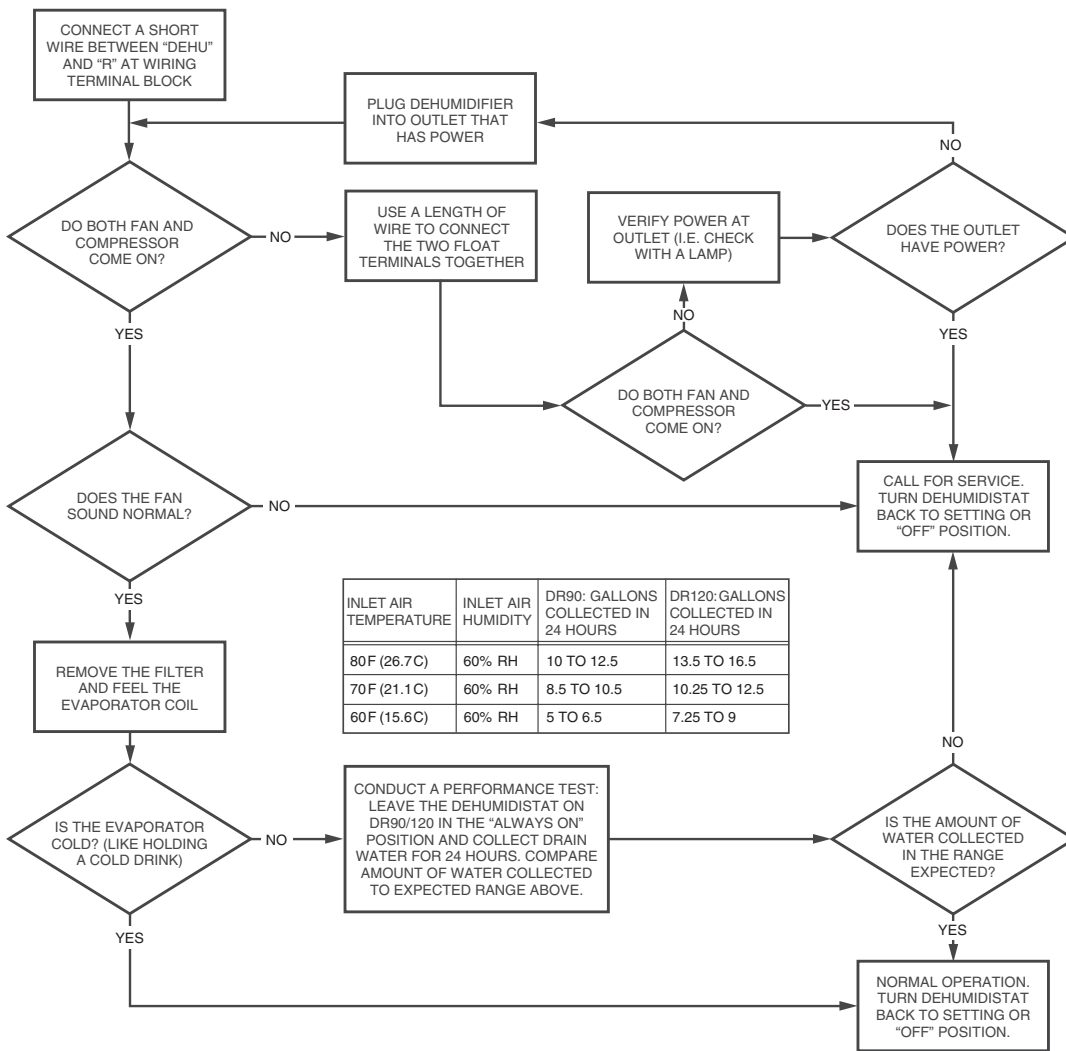 CONNECT A SHORT
WIRE BETWEEN “DEHU”
AND “R” AT WIRING
TERMINAL BLOCK
PLUG DEHUMIDIFIER
INTO OUTLET THAT
HAS POWER
NO
DO BOTH FAN AND
COMPRESSOR
COME ON?
NO
USE A LENGTH OF
WIRE TO CONNECT
THE TWO FLOAT
TERMINALS TOGETHER
VERIFY POWER AT
OUTLET (I.E. CHECK
WITH A LAMP)
DOES THE OUTLET
HAVE POWER?
YES
NO
YES
DO BOTH FAN AND
COMPRESSOR
COME ON?
YES
DOES THE FAN
SOUND NORMAL?
NO
CALL FOR SERVICE.
TURN DEHUMIDISTAT
BACK TO SETTING OR
“OFF” POSITION.
YES
INLET AIR TEMPERATURE
INLET AIR HUMIDITY
DR90: GALLONS COLLECTED IN 24 HOURS
DR120: GALLONS COLLECTED IN 24 HOURS
80F (26.7C) 60% RH 10 TO 12.5 13.5 TO 16.5
70F (21.1C) 60% RH 8.5 TO 10.5 10.25 TO 12.5
60F (15.6C) 60% RH 5 TO 6.5 7.25 TO 9
REMOVE THE FILTER
AND FEEL THE
EVAPORATOR COIL
NO
IS THE EVAPORATOR
COLD? (LIKE HOLDING
A COLD DRINK)
NO
CONDUCT A PERFORMANCE TEST:
LEAVE THE DEHUMIDISTAT ON
DR90/120 IN THE “ALWAYS ON”
POSITION AND COLLECT DRAIN
WATER FOR 24 HOURS. COMPARE
AMOUNT OF WATER COLLECTED
TO EXPECTED RANGE ABOVE.
IS THE AMOUNT OF
WATER COLLECTED
IN THE RANGE
EXPECTED?
YES
YES
NORMAL OPERATION.
TURN DEHUMIDISTAT
BACK TO SETTING OR
“OFF” POSITION.